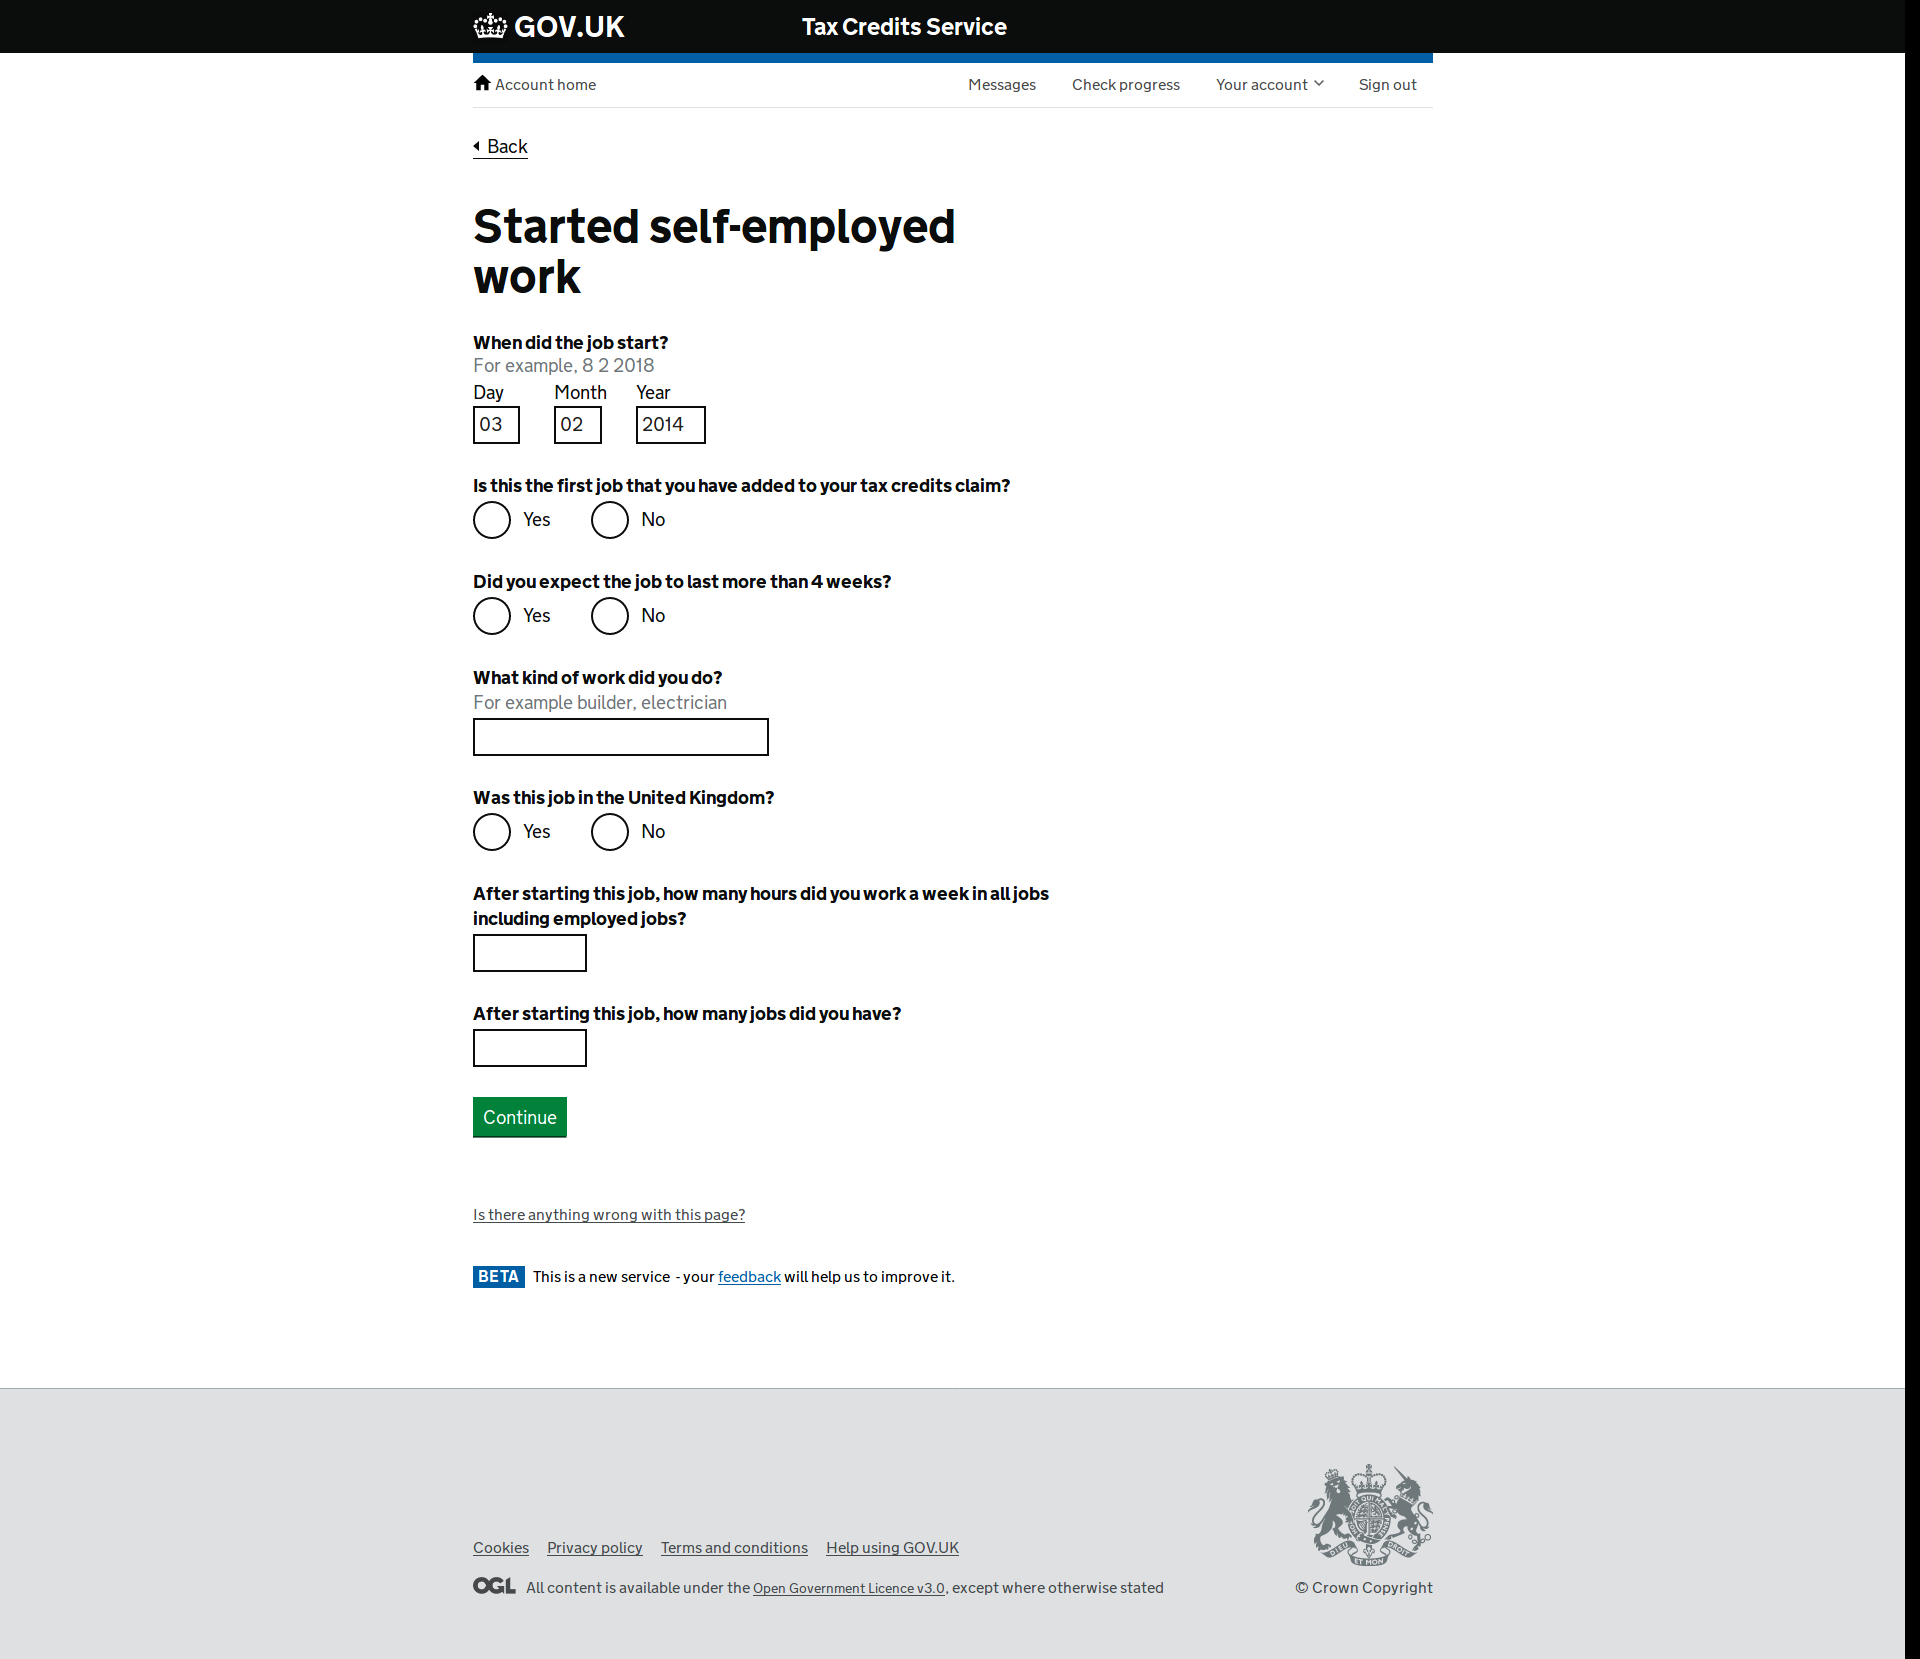 GOV.UK
Tax Credits Service
Account home
Messages
Check progress
Your account
Sign out
Back
Started self-employed
work
When did the job start?
For example, 8 2 2018
Day Month Year
03 02 2014
Is this the first job that you have added to your tax credits claim?
Yes No
Did you expect the job to last more than 4 weeks?
Yes No
What kind of work did you do?
For example builder, electrician
Was this job in the United Kingdom?
Yes No
After starting this job, how many hours did you work a week in all jobs
including employed jobs?
After starting this job, how many jobs did you have?
Continue
Is there anything wrong with this page?
BETA This is a new service - your feedback will help us to improve it.
Cookies Privacy policy Terms and conditions Help using GOV.UK
OGL All content is available under the Open Government Licence v3.0, except where otherwise stated
© Crown Copyright